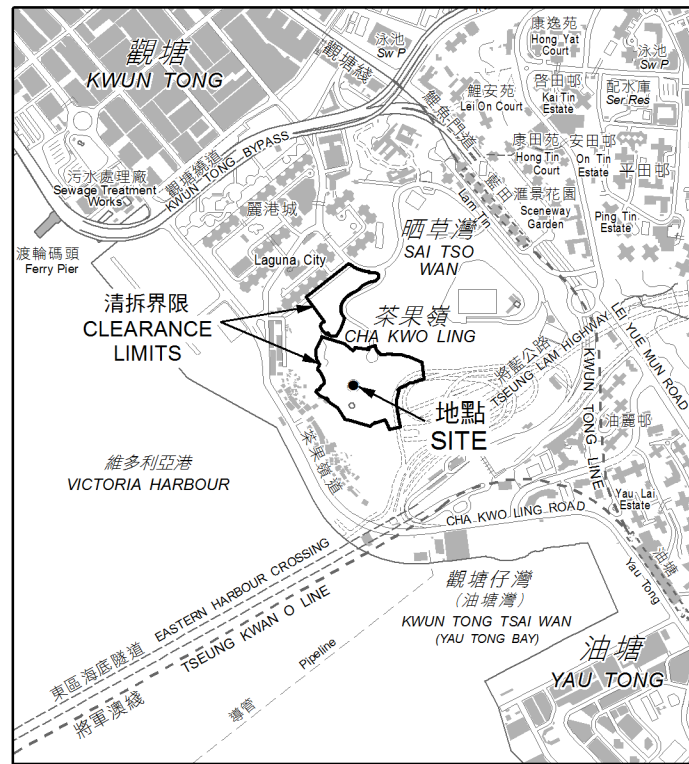 觀塘
KWUN TONG
觀塘綫
泳池
Sw P
康逸苑
Hong Yat
Court
泳池
Sw P
鯉安苑
Lei On Court
啓田邨
Kai Tin
Estate
配水庫
Ser Res
鯉魚門道
康田苑
Hong Tin
Court
安田邨
On Tin
Estate
平田邨
Ping Tin
Estate
藍田
Lam Tin
匯景花園
Sceneway
Garden
污水處理廠
Sewage Treatment
Works
觀塘繞道
KWUN TONG BYPASS
麗港城
Laguna City
晒草灣
SAI TSO
WAN
渡輪碼頭
Ferry Pier
清拆界限
CLEARANCE
LIMITS
茶果嶺
CHA KWO LING
將藍公路
TSEUNG LAM HIGHWAY
LEI YUE MUN ROAD
KWUN TONG LINE
地點
SITE
油麗邨
Yau Lai
Estate
維多利亞港
VICTORIA HARBOUR
茶果嶺道
CHA KWO LING ROAD
油塘
Yau Tong
東區海底隧道
EASTERN HARBOUR CROSSING
將軍澳綫
TSEUNG KWAN O LINE
導管
Pipeline
觀塘仔灣
(油塘灣)
KWUN TONG TSAI WAN
(YAU TONG BAY)
油塘
YAU TONG